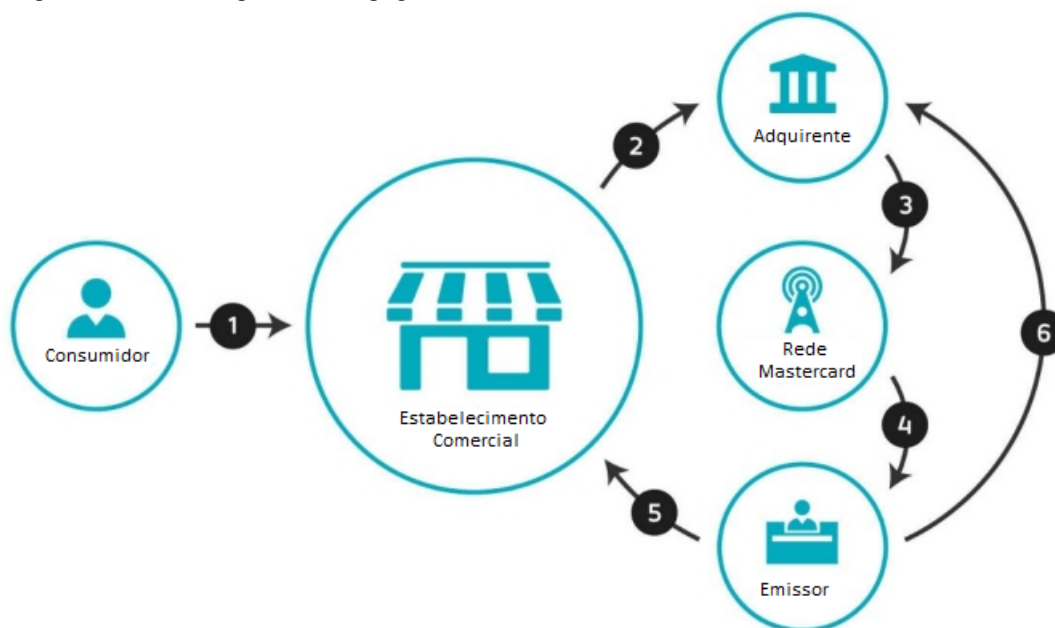 1
2
3
4
5
6
Consumidor
Estabelecimento
Comercial
Adquirente
Rede
Mastercard
Emissor